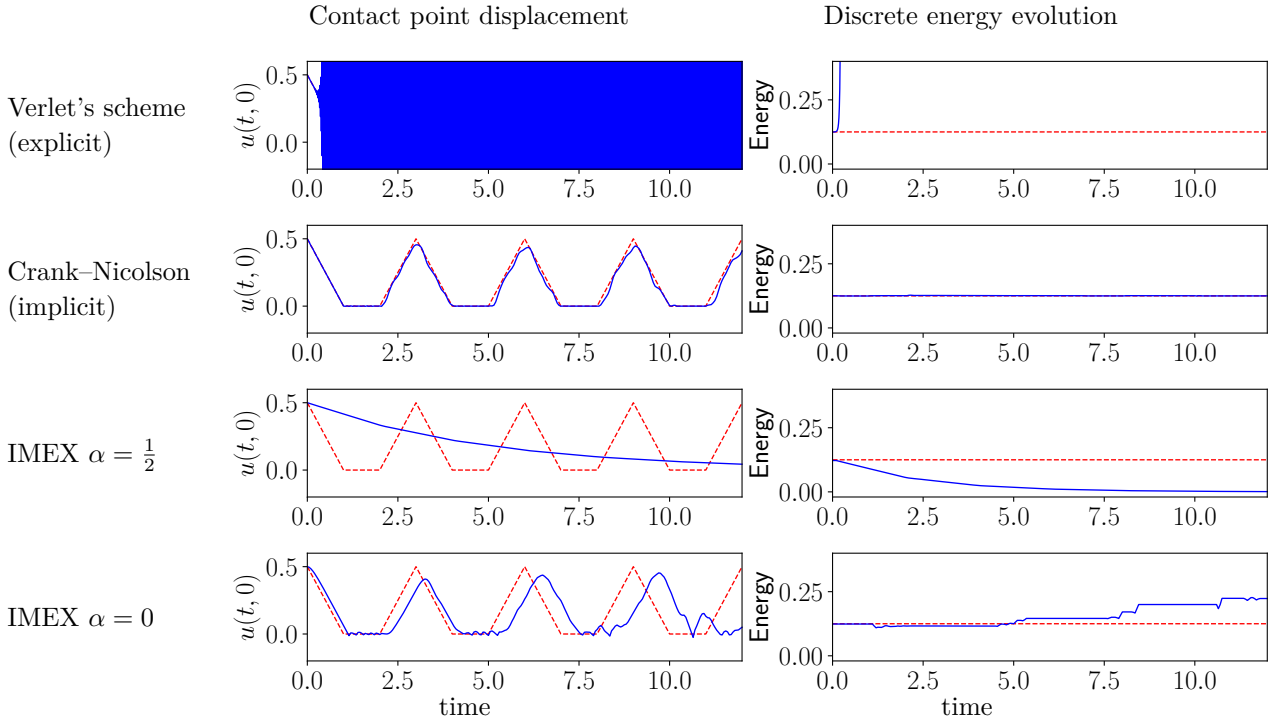 Contact point displacement
Discrete energy evolution
Verlet's scheme
(explicit)
u(t, 0)
0.5
0.0
0.0 2.5 5.0 7.5 10.0
Energy
0.25
0.00
0.0 2.5 5.0 7.5 10.0
Crank–Nicolson
(implicit)
u(t, 0)
0.5
0.0
0.0 2.5 5.0 7.5 10.0
Energy
0.25
0.00
0.0 2.5 5.0 7.5 10.0
IMEX α = 1/2
u(t, 0)
0.5
0.0
0.0 2.5 5.0 7.5 10.0
Energy
0.25
0.00
0.0 2.5 5.0 7.5 10.0
IMEX α = 0
u(t, 0)
0.5
0.0
0.0 2.5 5.0 7.5 10.0
time
Energy
0.25
0.00
0.0 2.5 5.0 7.5 10.0
time